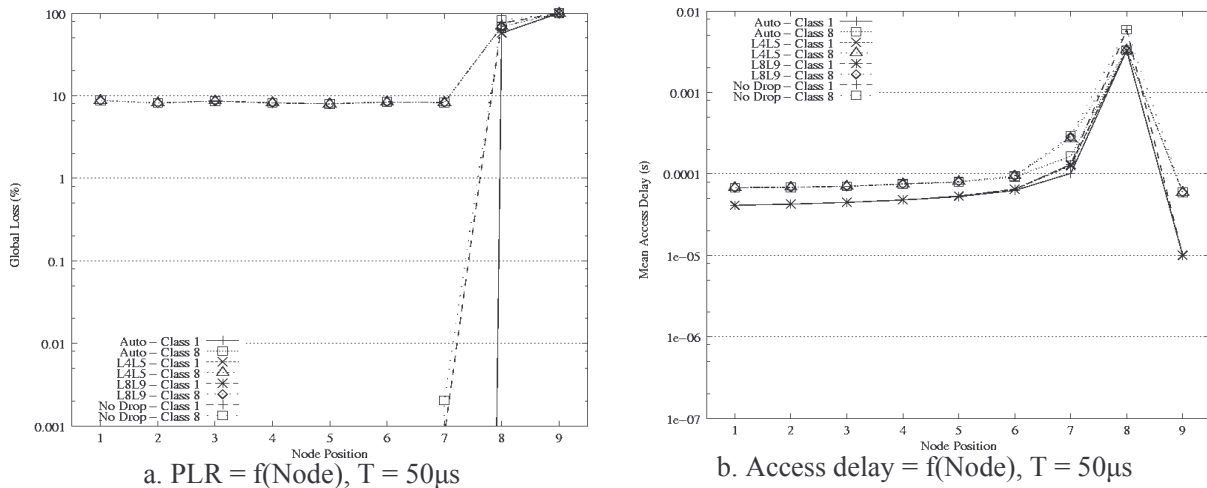 100
10
1
0.1
0.01
0.001
Global Loss (%)
Auto – Class 1
Auto – Class 8
L4L5 – Class 1
L4L5 – Class 8
L8L9 – Class 1
L8L9 – Class 8
No Drop – Class 1
No Drop – Class 8
1 2 3 4 5 6 7 8 9
Node Position
a. PLR = f(Node), T = 50μs
0.01
0.001
0.0001
1e–05
1e–06
1e–07
Mean Access Delay (s)
Auto – Class 1
Auto – Class 8
L4L5 – Class 1
L4L5 – Class 8
L8L9 – Class 1
L8L9 – Class 8
No Drop – Class 1
No Drop – Class 8
1 2 3 4 5 6 7 8 9
Node Position
b. Access delay = f(Node), T = 50μs